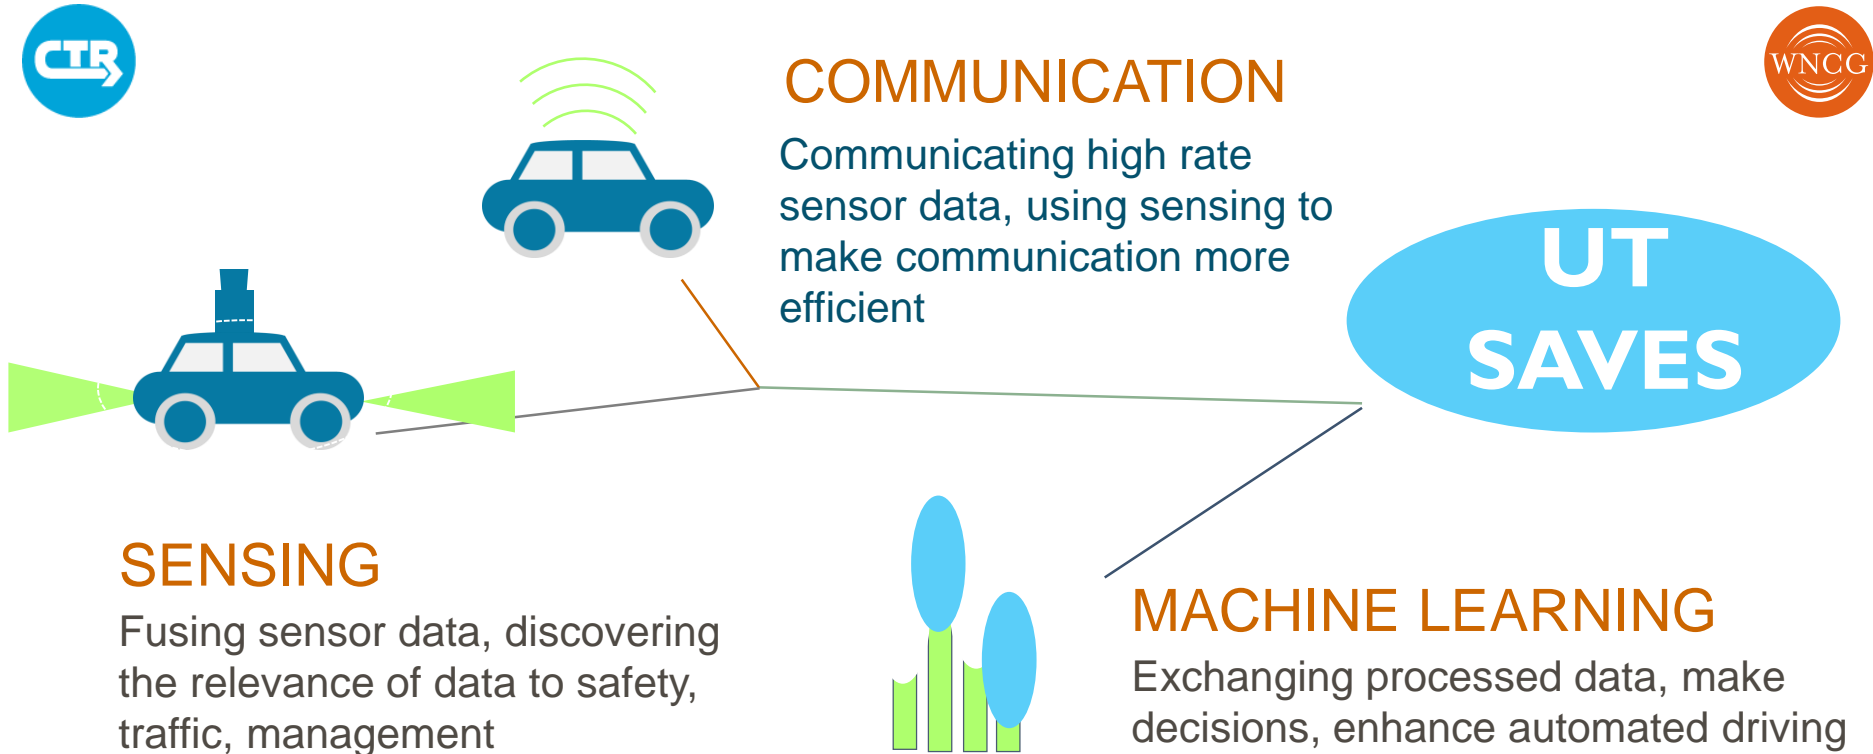 CTR
WNCG
COMMUNICATION
Communicating high rate
sensor data, using sensing to
make communication more
efficient
UT
SAVES
SENSING
Fusing sensor data, discovering
the relevance of data to safety,
traffic, management
MACHINE LEARNING
Exchanging processed data, make
decisions, enhance automated driving